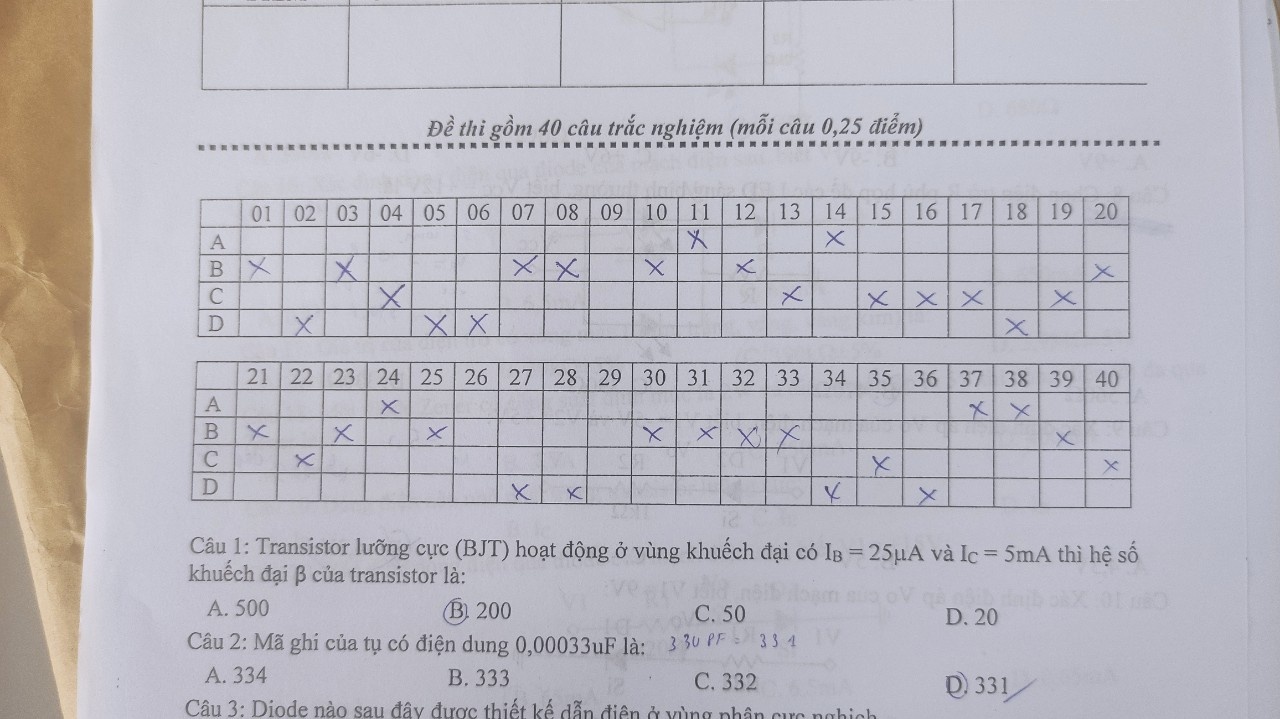 Đề thi gồm 40 câu trắc nghiệm (mỗi câu 0,25 điểm)
01 02 03 04 05 06 07 08 09 10 11 12 13 14 15 16 17 18 19 20
A X X
B X X X X X X X
C X X X X X X
D X X X X
21 22 23 24 25 26 27 28 29 30 31 32 33 34 35 36 37 38 39 40
A X X X
B X X X X X X X X
C X X X
D X X X X
Câu 1: Transistor lưỡng cực (BJT) hoạt động ở vùng khuếch đại có IB = 25µA và IC = 5mA thì hệ số
khuếch đại β của transistor là:
A. 500 B. 200 C. 50 D. 20
Câu 2: Mã ghi của tụ có điện dung 0,00033uF là: 330 PF = 331
A. 334 B. 333 C. 332 D. 331
Câu 3: Diode nào sau đây được thiết kế dẫn điện ở vùng phân cực nghịch